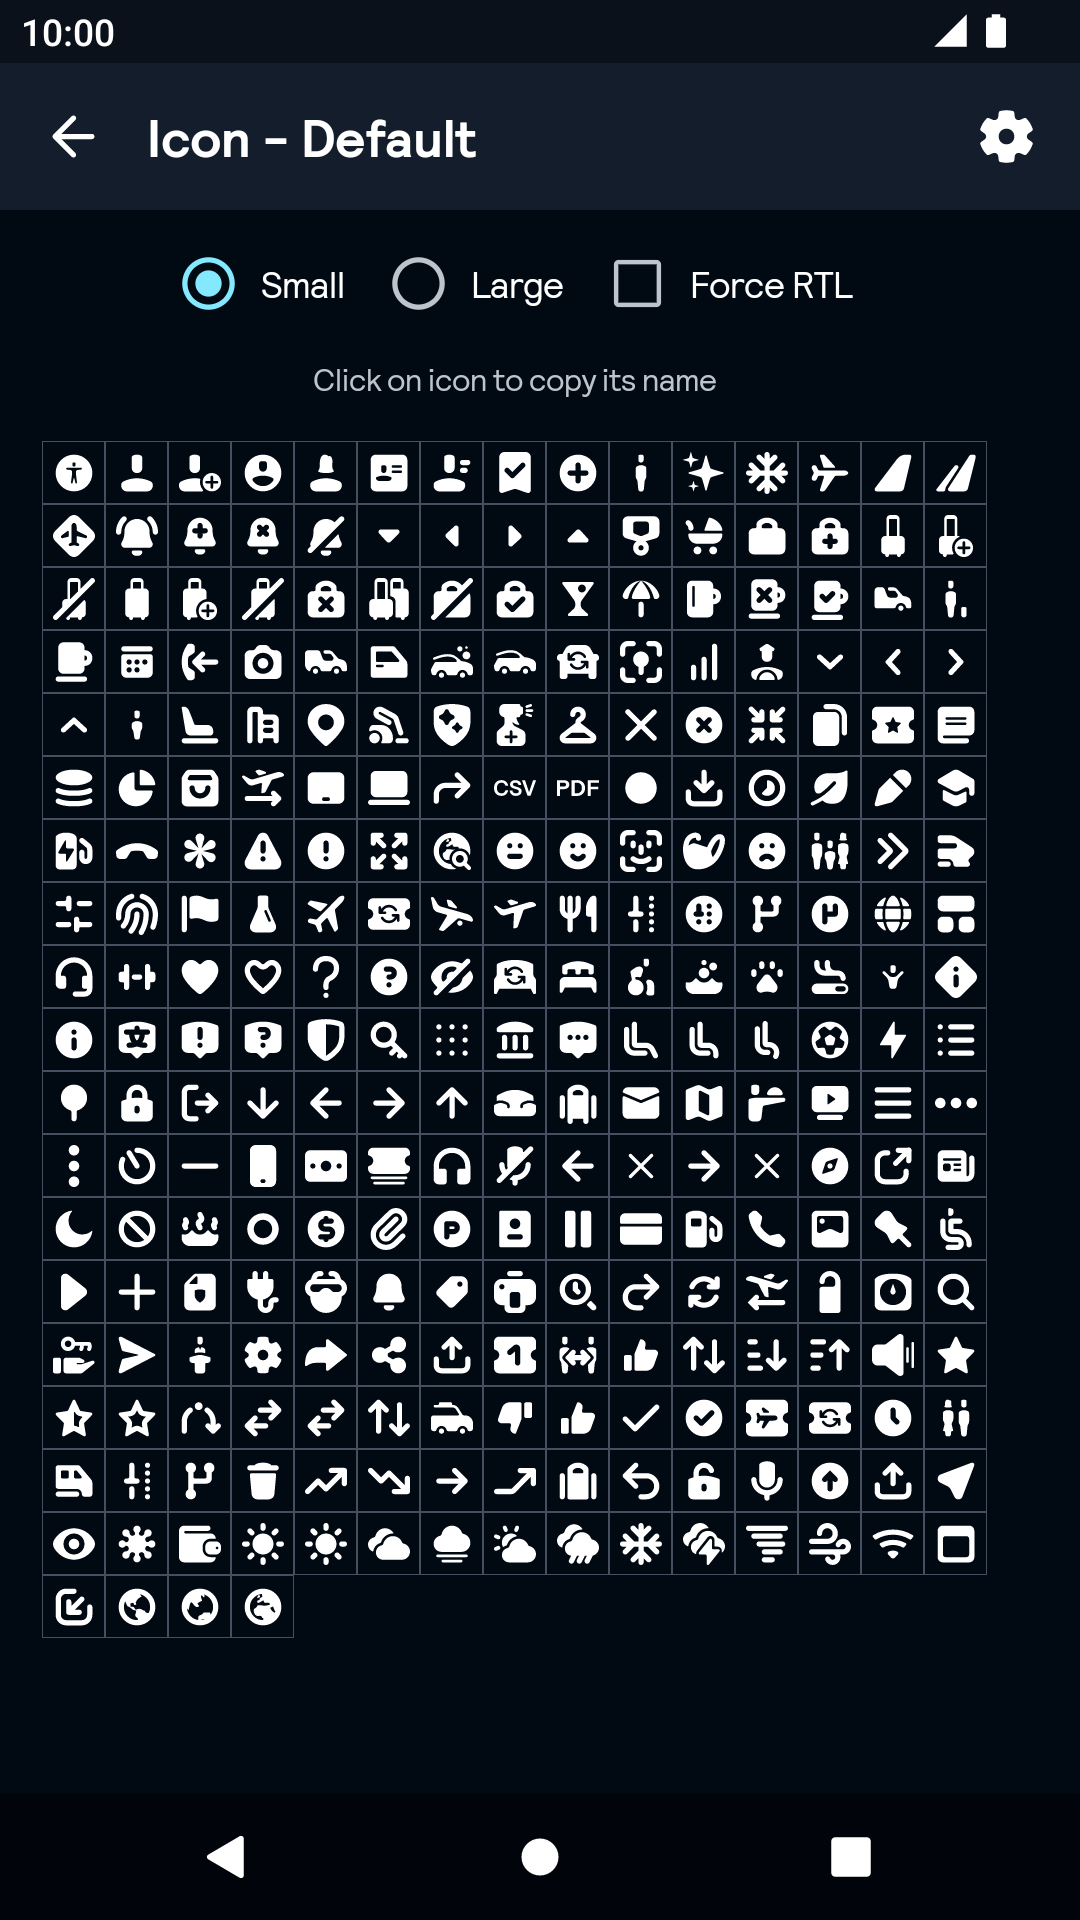 10:00
Icon - Default
Small
Large
Force RTL
Click on icon to copy its name
CSV
PDF